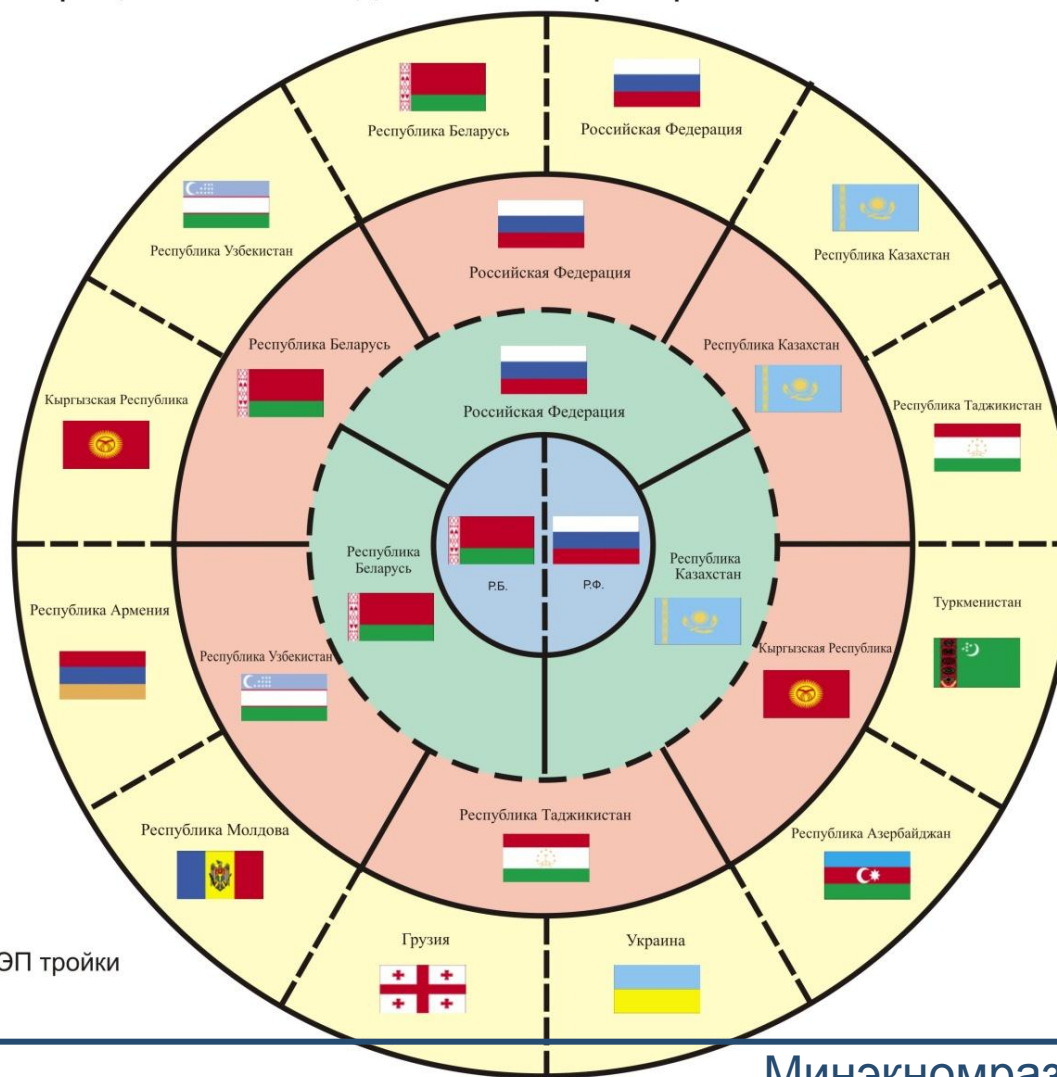 Республика Беларусь
Российская Федерация
Республика Узбекистан
Республика Казахстан
Российская Федерация
Республика Беларусь
Республика Казахстан
Кыргызская Республика
Республика Таджикистан
Российская Федерация
Республика
Беларусь
Республика
Казахстан
Р.Б.
Р.Ф.
Республика Армения
Туркменистан
Республика Узбекистан
Кыргызская Республика
Республика Молдова
Республика Таджикистан
Республика Азербайджан
Грузия
Украина
ЭП тройки
Минэкномраз